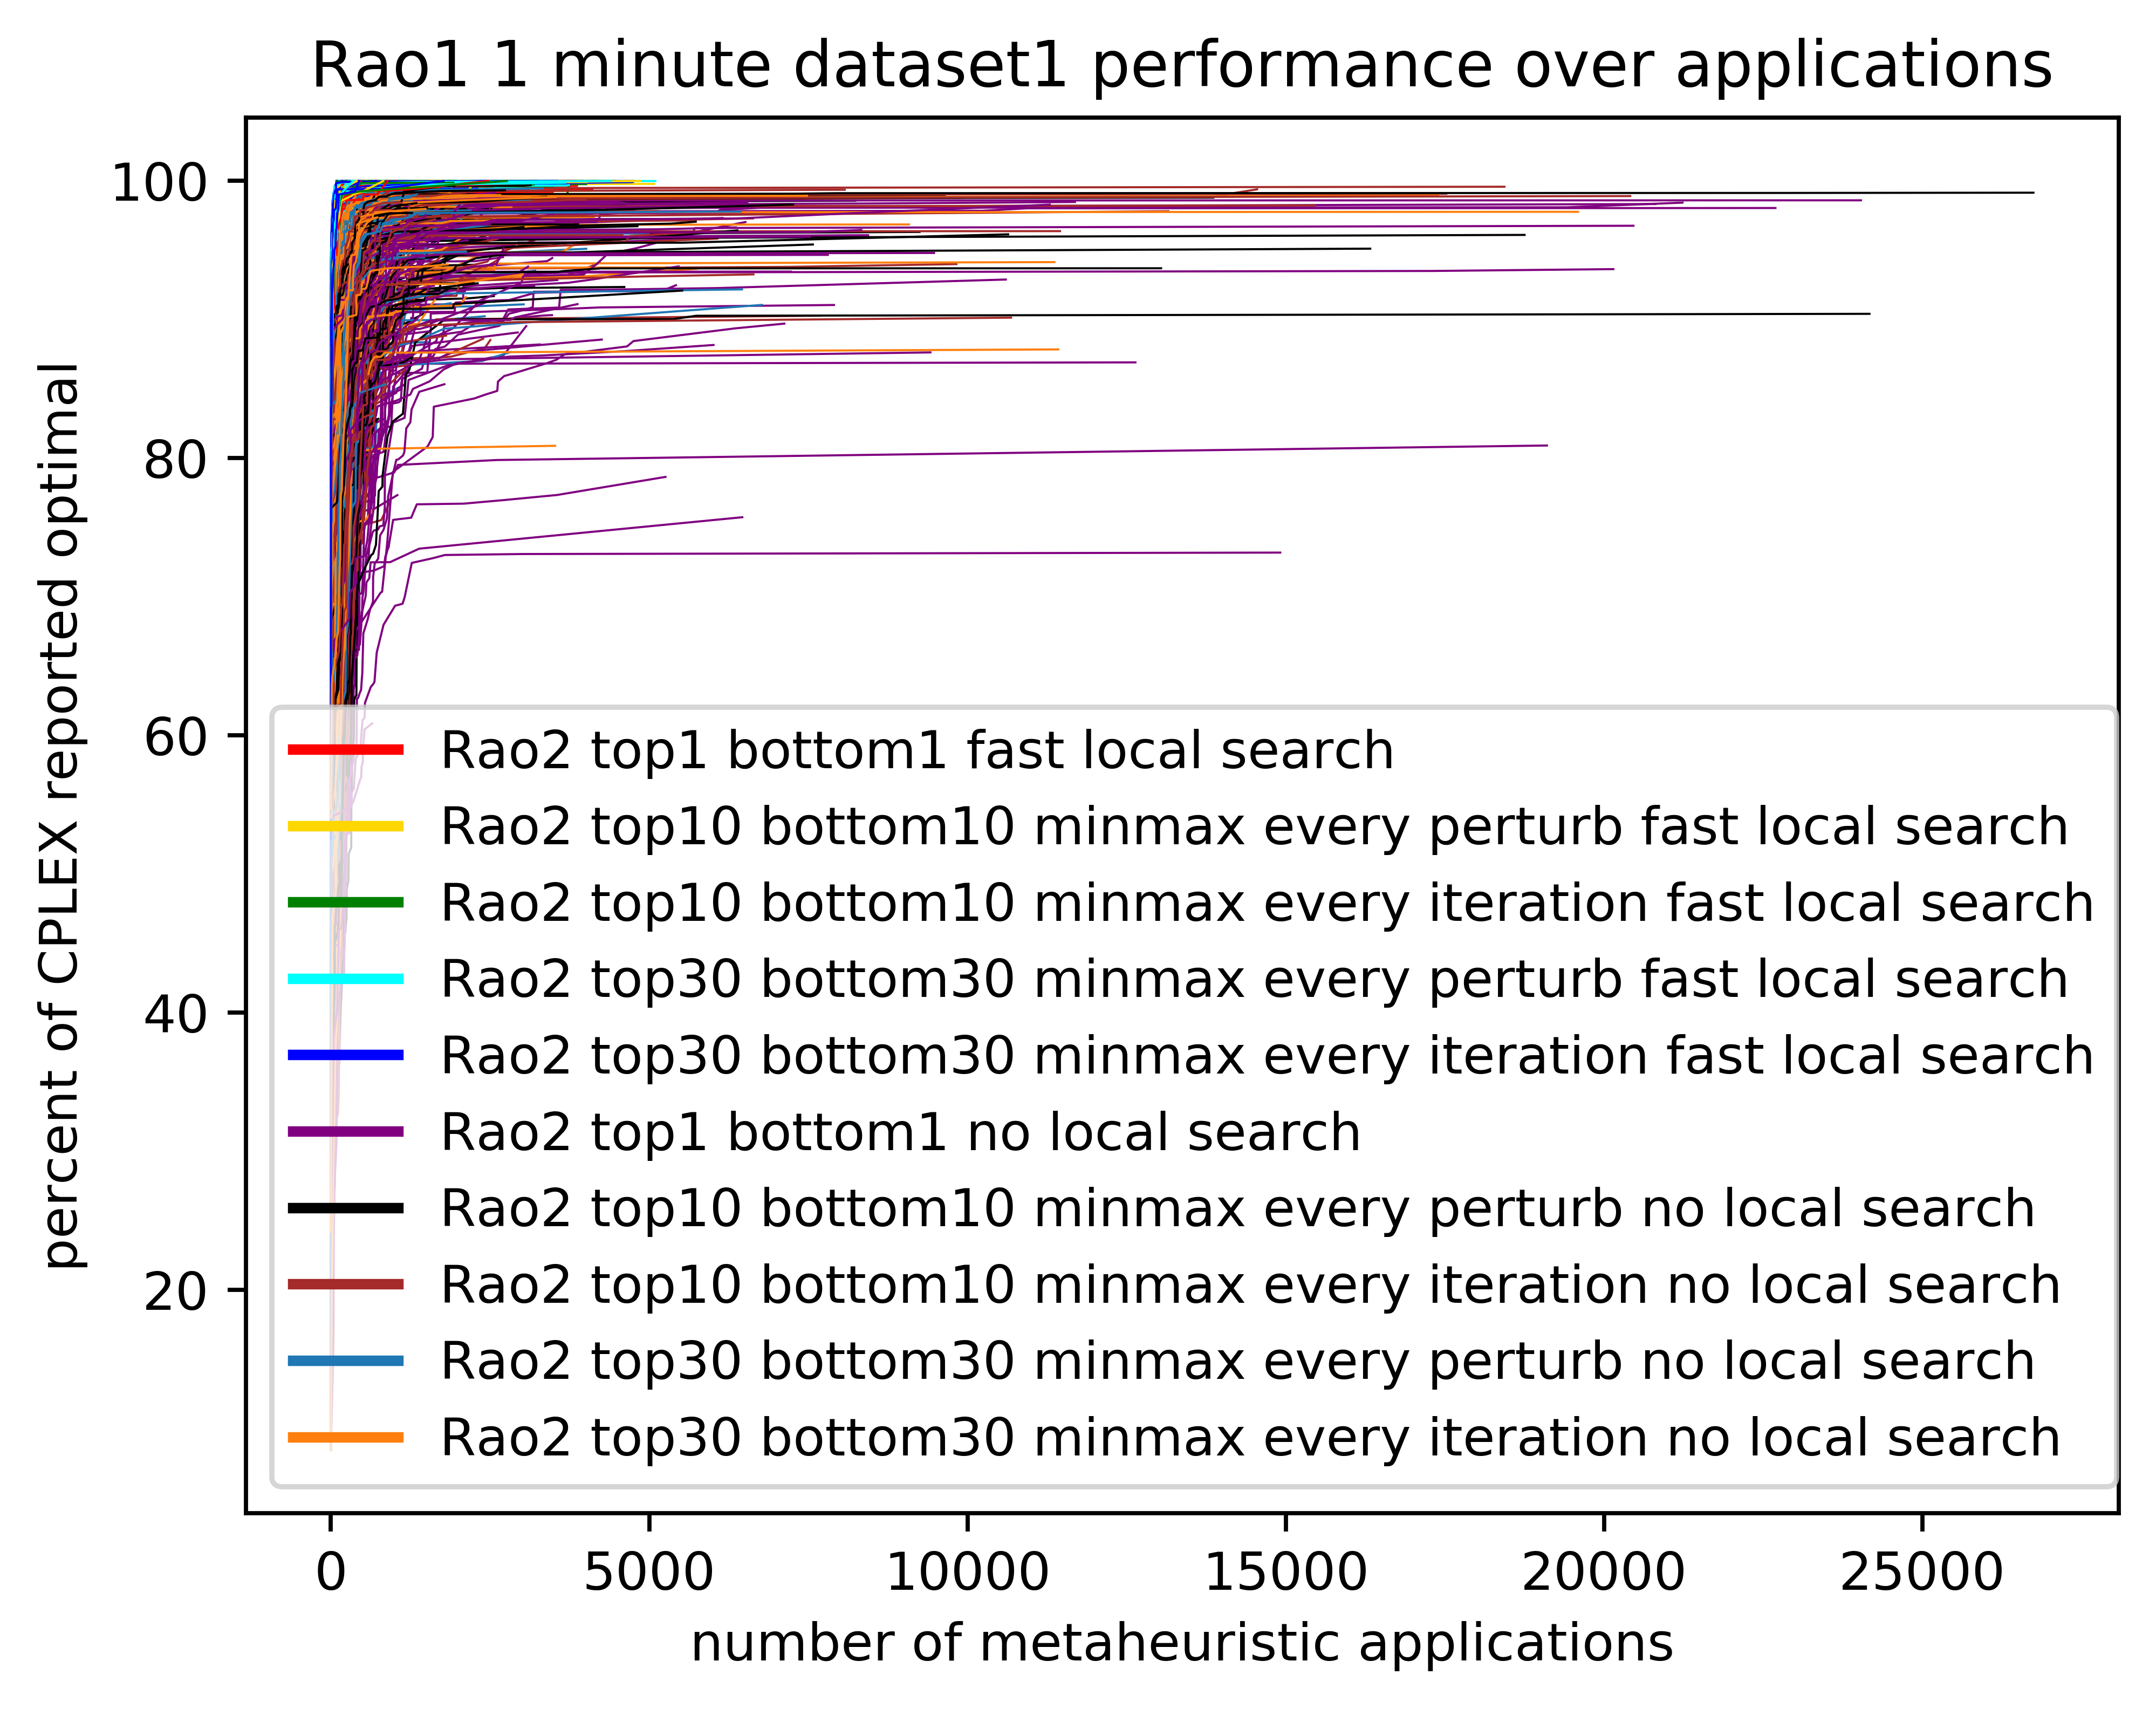 Rao1 1 minute dataset1 performance over applications
percent of CPLEX reported optimal
100
80
60
40
20
Rao2 top1 bottom1 fast local search
Rao2 top10 bottom10 minmax every perturb fast local search
Rao2 top10 bottom10 minmax every iteration fast local search
Rao2 top30 bottom30 minmax every perturb fast local search
Rao2 top30 bottom30 minmax every iteration fast local search
Rao2 top1 bottom1 no local search
Rao2 top10 bottom10 minmax every perturb no local search
Rao2 top10 bottom10 minmax every iteration no local search
Rao2 top30 bottom30 minmax every perturb no local search
Rao2 top30 bottom30 minmax every iteration no local search
0 5000 10000 15000 20000 25000
number of metaheuristic applications